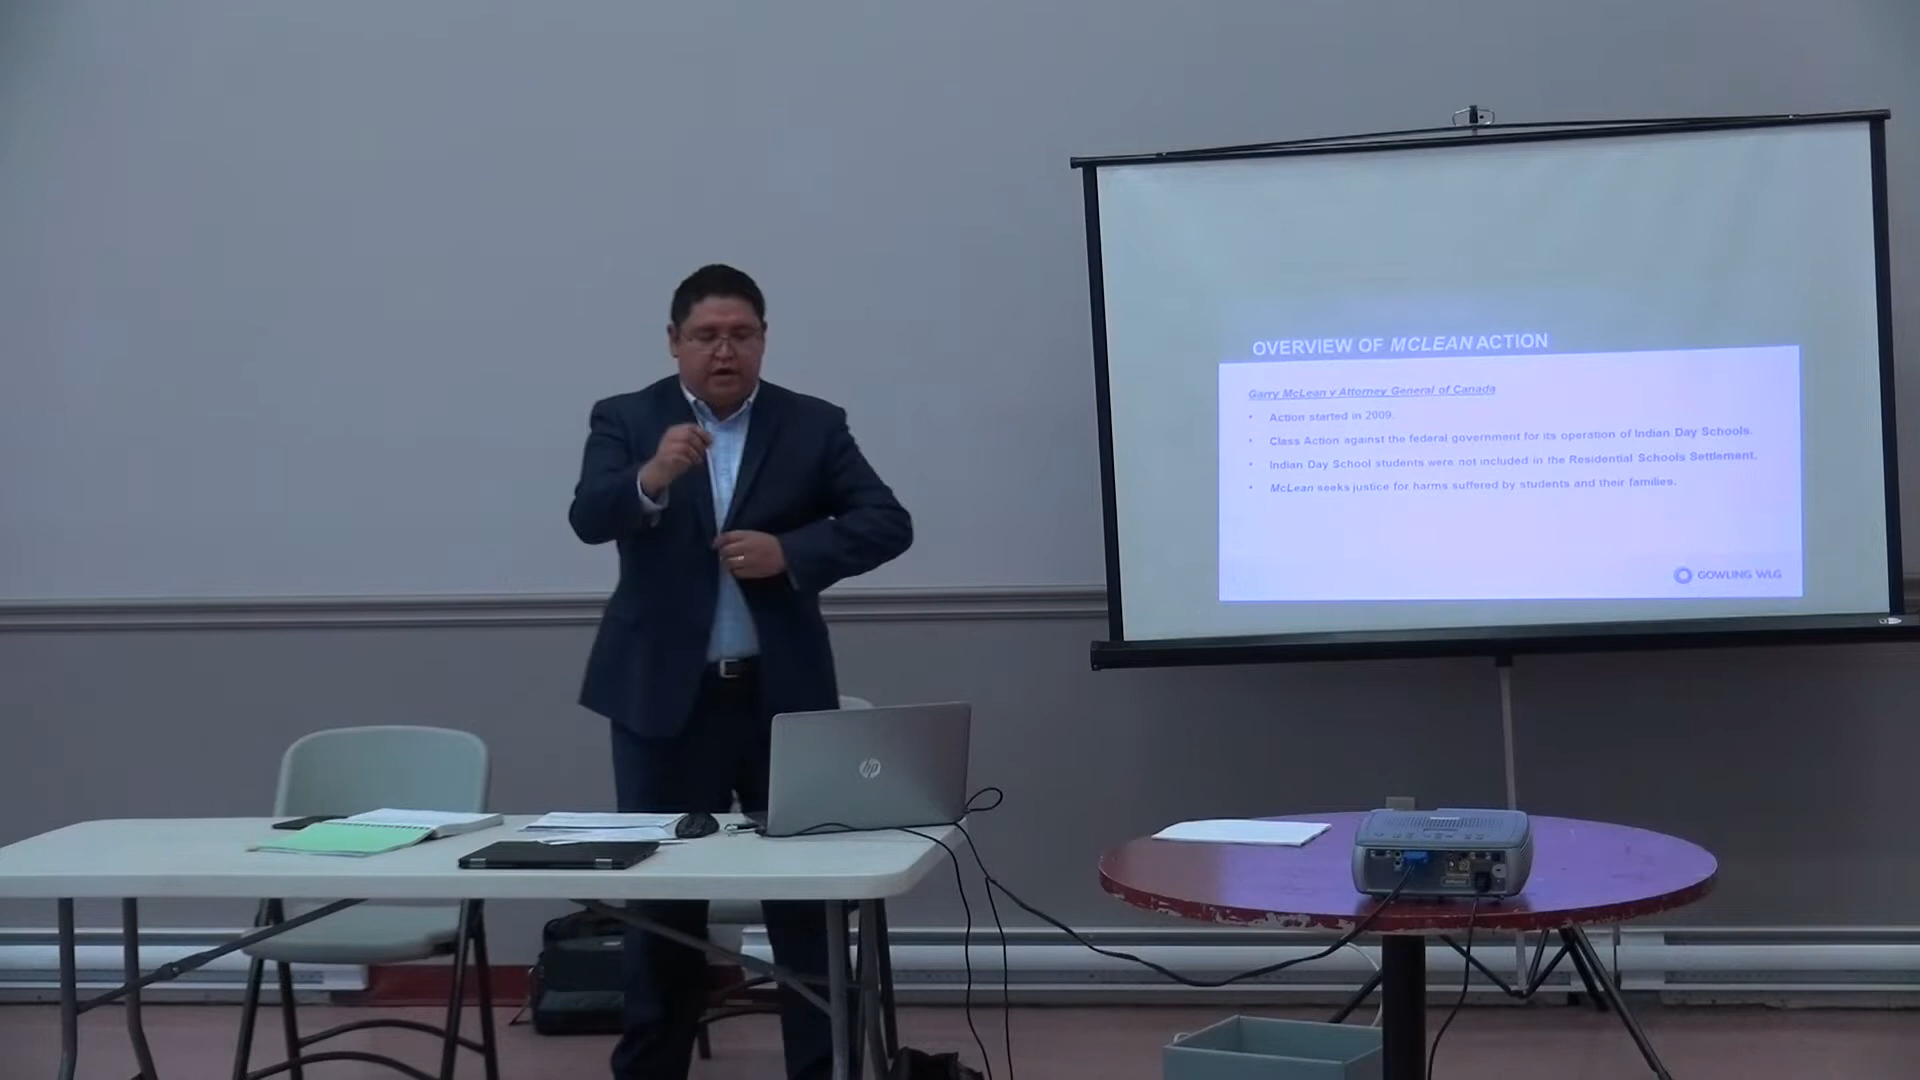 OVERVIEW OF MCLEAN ACTION
Garry McLean v Attorney General of Canada
• Action started in 2009.
• Class Action against the federal government for its operation of Indian Day Schools.
• Indian Day School students were not included in the Residential Schools Settlement.
• McLean seeks justice for harms suffered by students and their families.
GOWLING WLG
hp